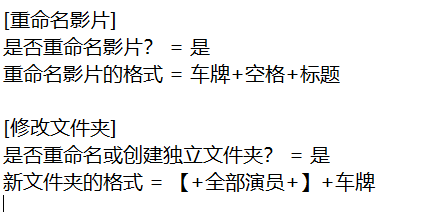 [重命名影片]
是否重命名影片？ = 是
重命名影片的格式 = 车牌+空格+标题
[修改文件夹]
是否重命名或创建独立文件夹？ = 是
新文件夹的格式 = 【+全部演员+】+车牌